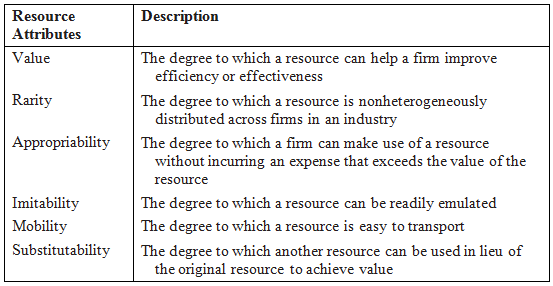 Resource Attributes Description
Value The degree to which a resource can help a firm improve
efficiency or effectiveness
Rarity The degree to which a resource is nonheterogeneously
distributed across firms in an industry
Appropriability The degree to which a firm can make use of a resource
without incurring an expense that exceeds the value of the
resource
Imitability The degree to which a resource can be readily emulated
Mobility The degree to which a resource is easy to transport
Substitutability The degree to which another resource can be used in lieu of
the original resource to achieve value